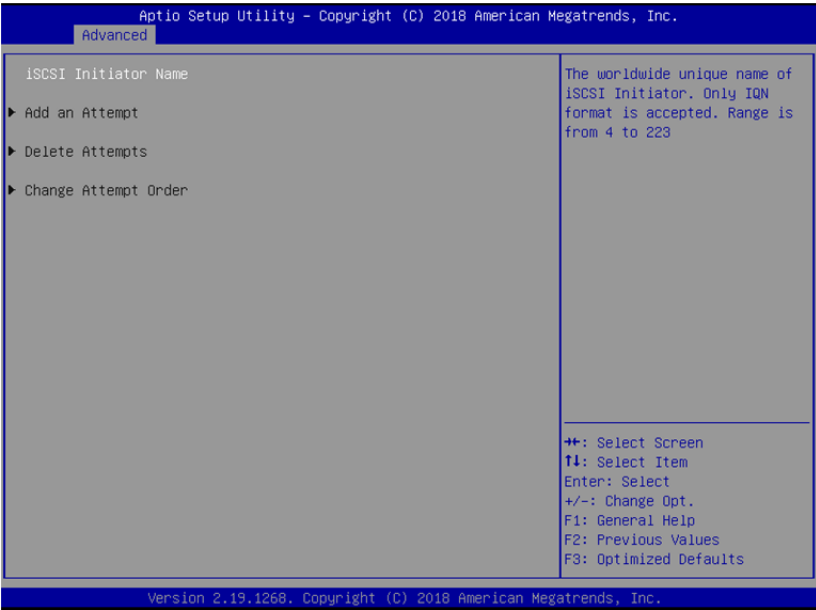 Aptio Setup Utility – Copyright (C) 2018 American Megatrends, Inc.
Advanced
iSCSI Initiator Name
▶ Add an Attempt
▶ Delete Attempts
▶ Change Attempt Order
The worldwide unique name of
iSCSI Initiator. Only IQN
format is accepted. Range is
from 4 to 223
→←: Select Screen
↑↓: Select Item
Enter: Select
+/-: Change Opt.
F1: General Help
F2: Previous Values
F3: Optimized Defaults
Version 2.19.1268. Copyright (C) 2018 American Megatrends, Inc.